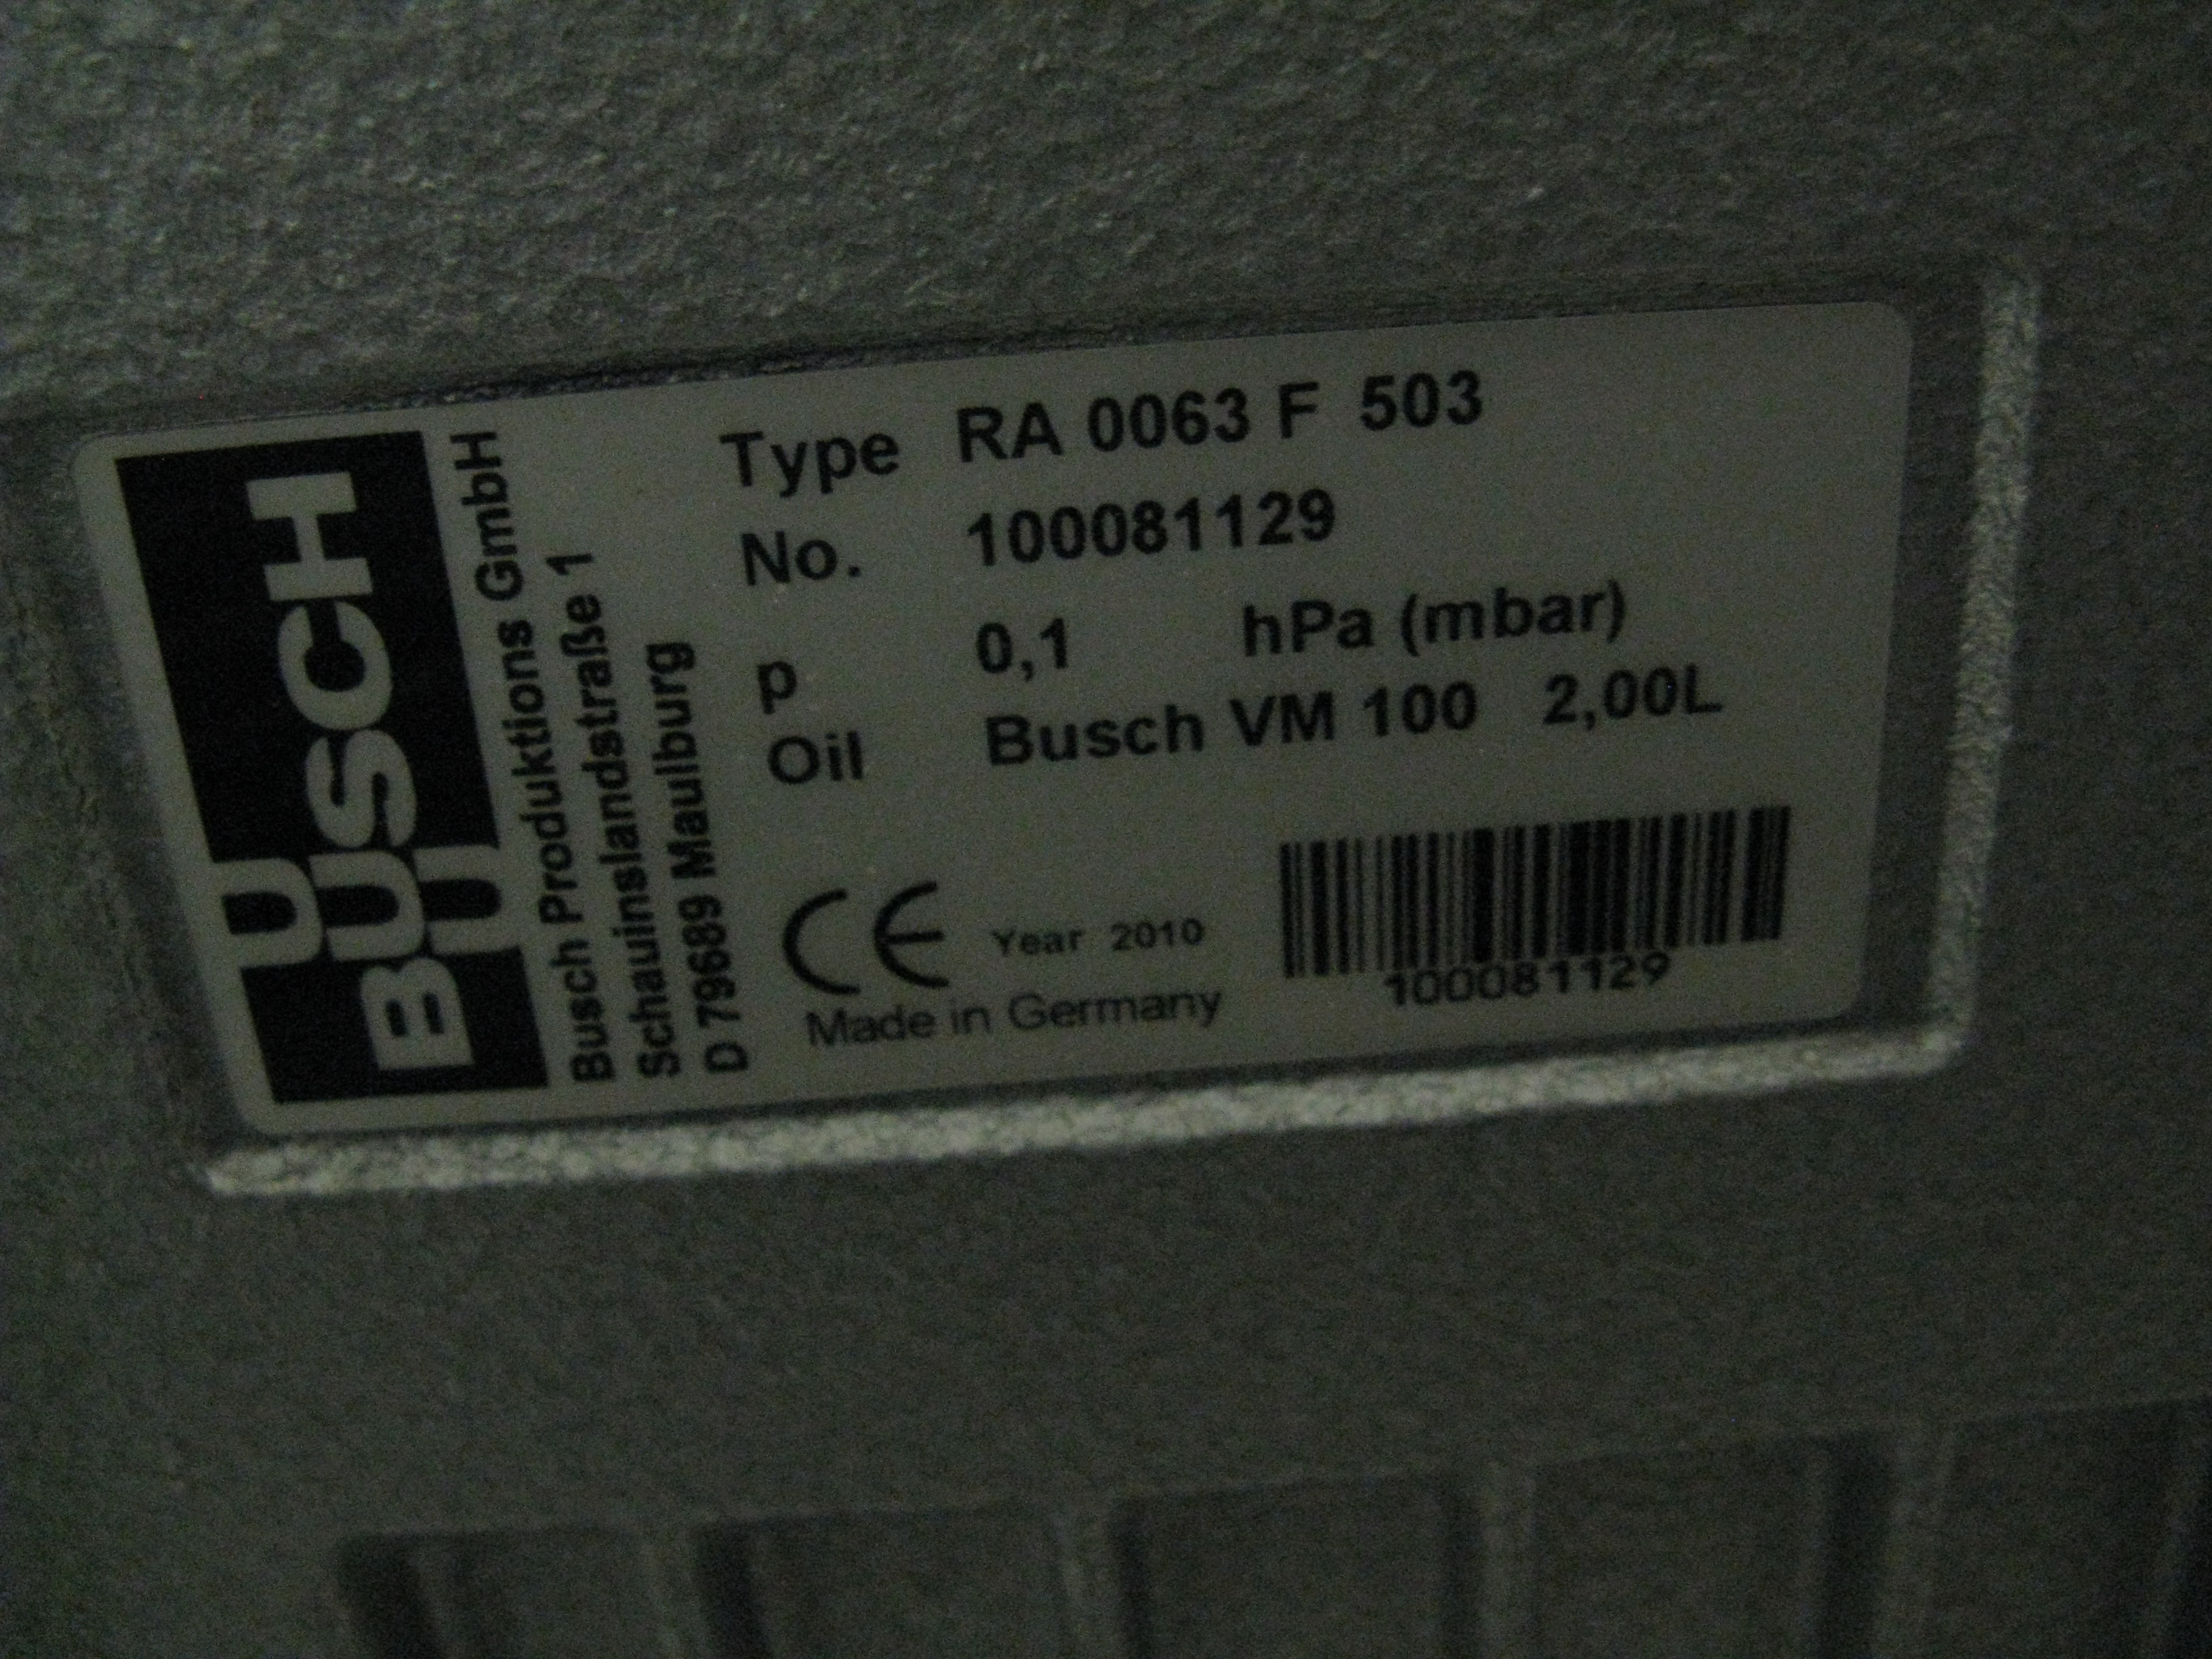 BUSCH
U
BU
Busch Produktions GmbH
Schauinslandstraße 1
D 79689 Maulburg
Type RA 0063 F 503
No. 100081129
p 0,1 hPa (mbar)
Oil Busch VM 100 2,00L
CE Year 2010
Made in Germany
100081129